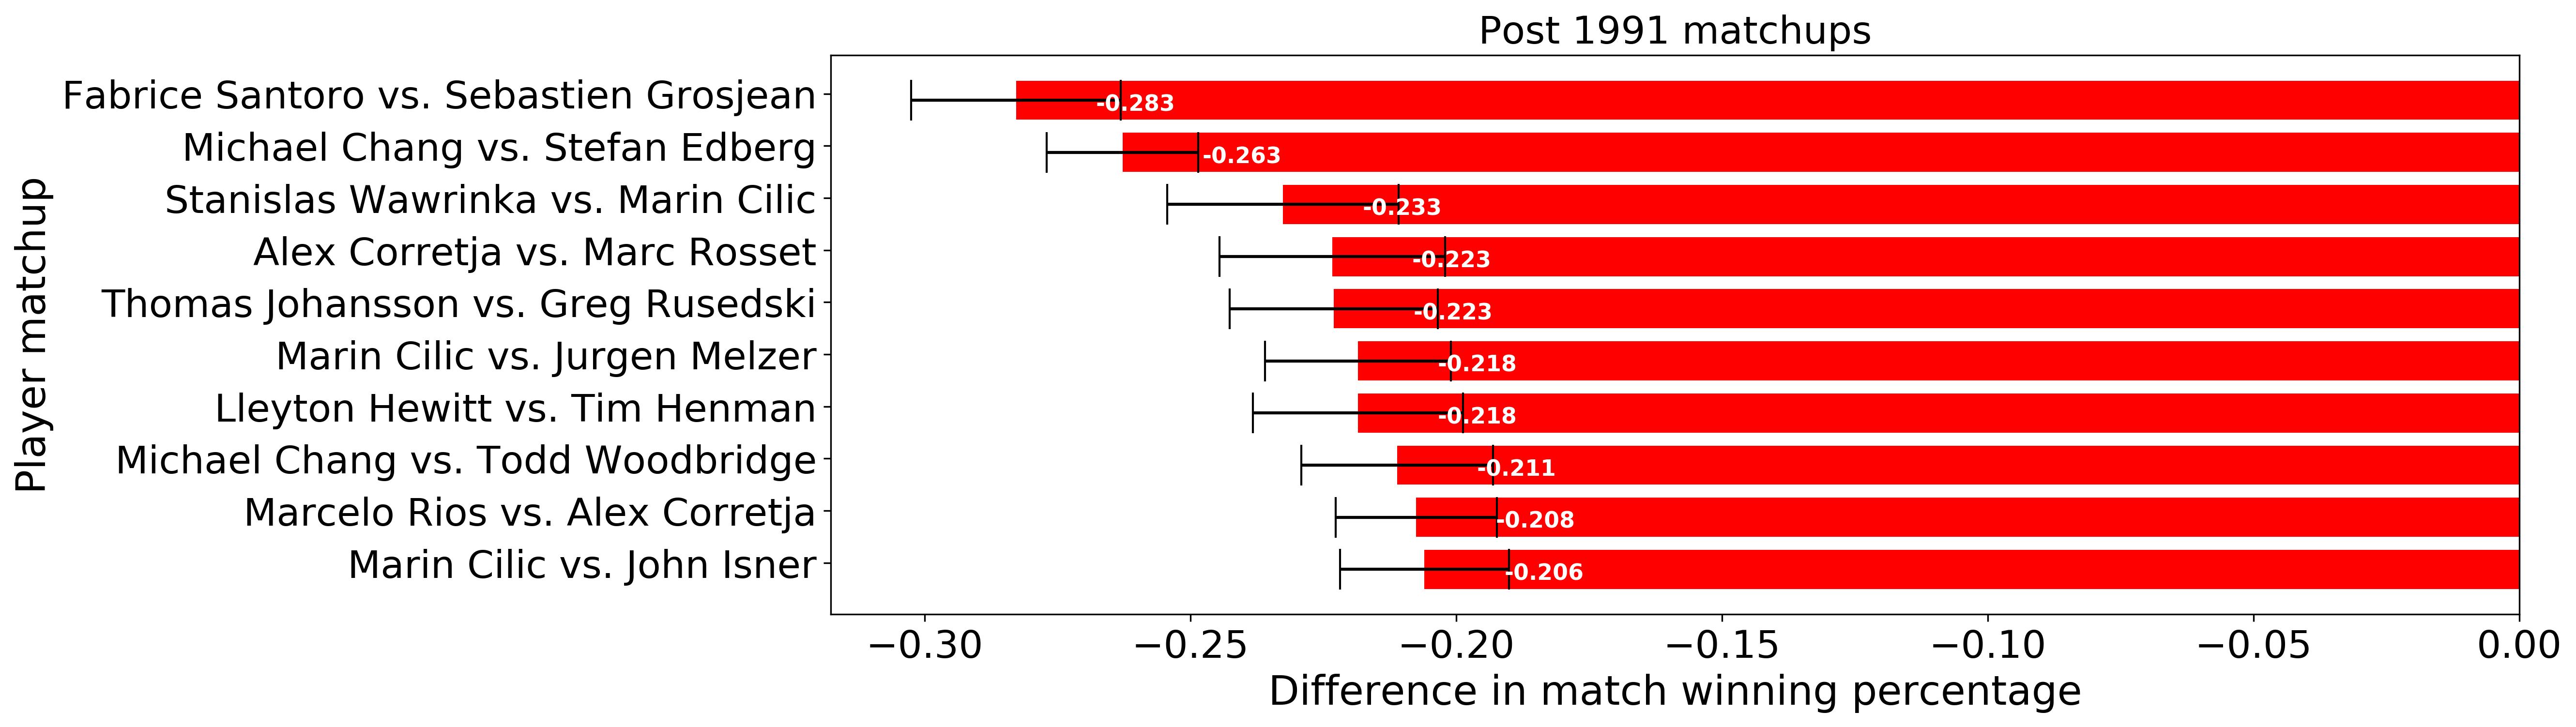 Post 1991 matchups
Player matchup
Fabrice Santoro vs. Sebastien Grosjean
-0.283
Michael Chang vs. Stefan Edberg
-0.263
Stanislas Wawrinka vs. Marin Cilic
-0.233
Alex Corretja vs. Marc Rosset
-0.223
Thomas Johansson vs. Greg Rusedski
-0.223
Marin Cilic vs. Jurgen Melzer
-0.218
Lleyton Hewitt vs. Tim Henman
-0.218
Michael Chang vs. Todd Woodbridge
-0.211
Marcelo Rios vs. Alex Corretja
-0.208
Marin Cilic vs. John Isner
-0.206
−0.30 −0.25 −0.20 −0.15 −0.10 −0.05 0.00
Difference in match winning percentage